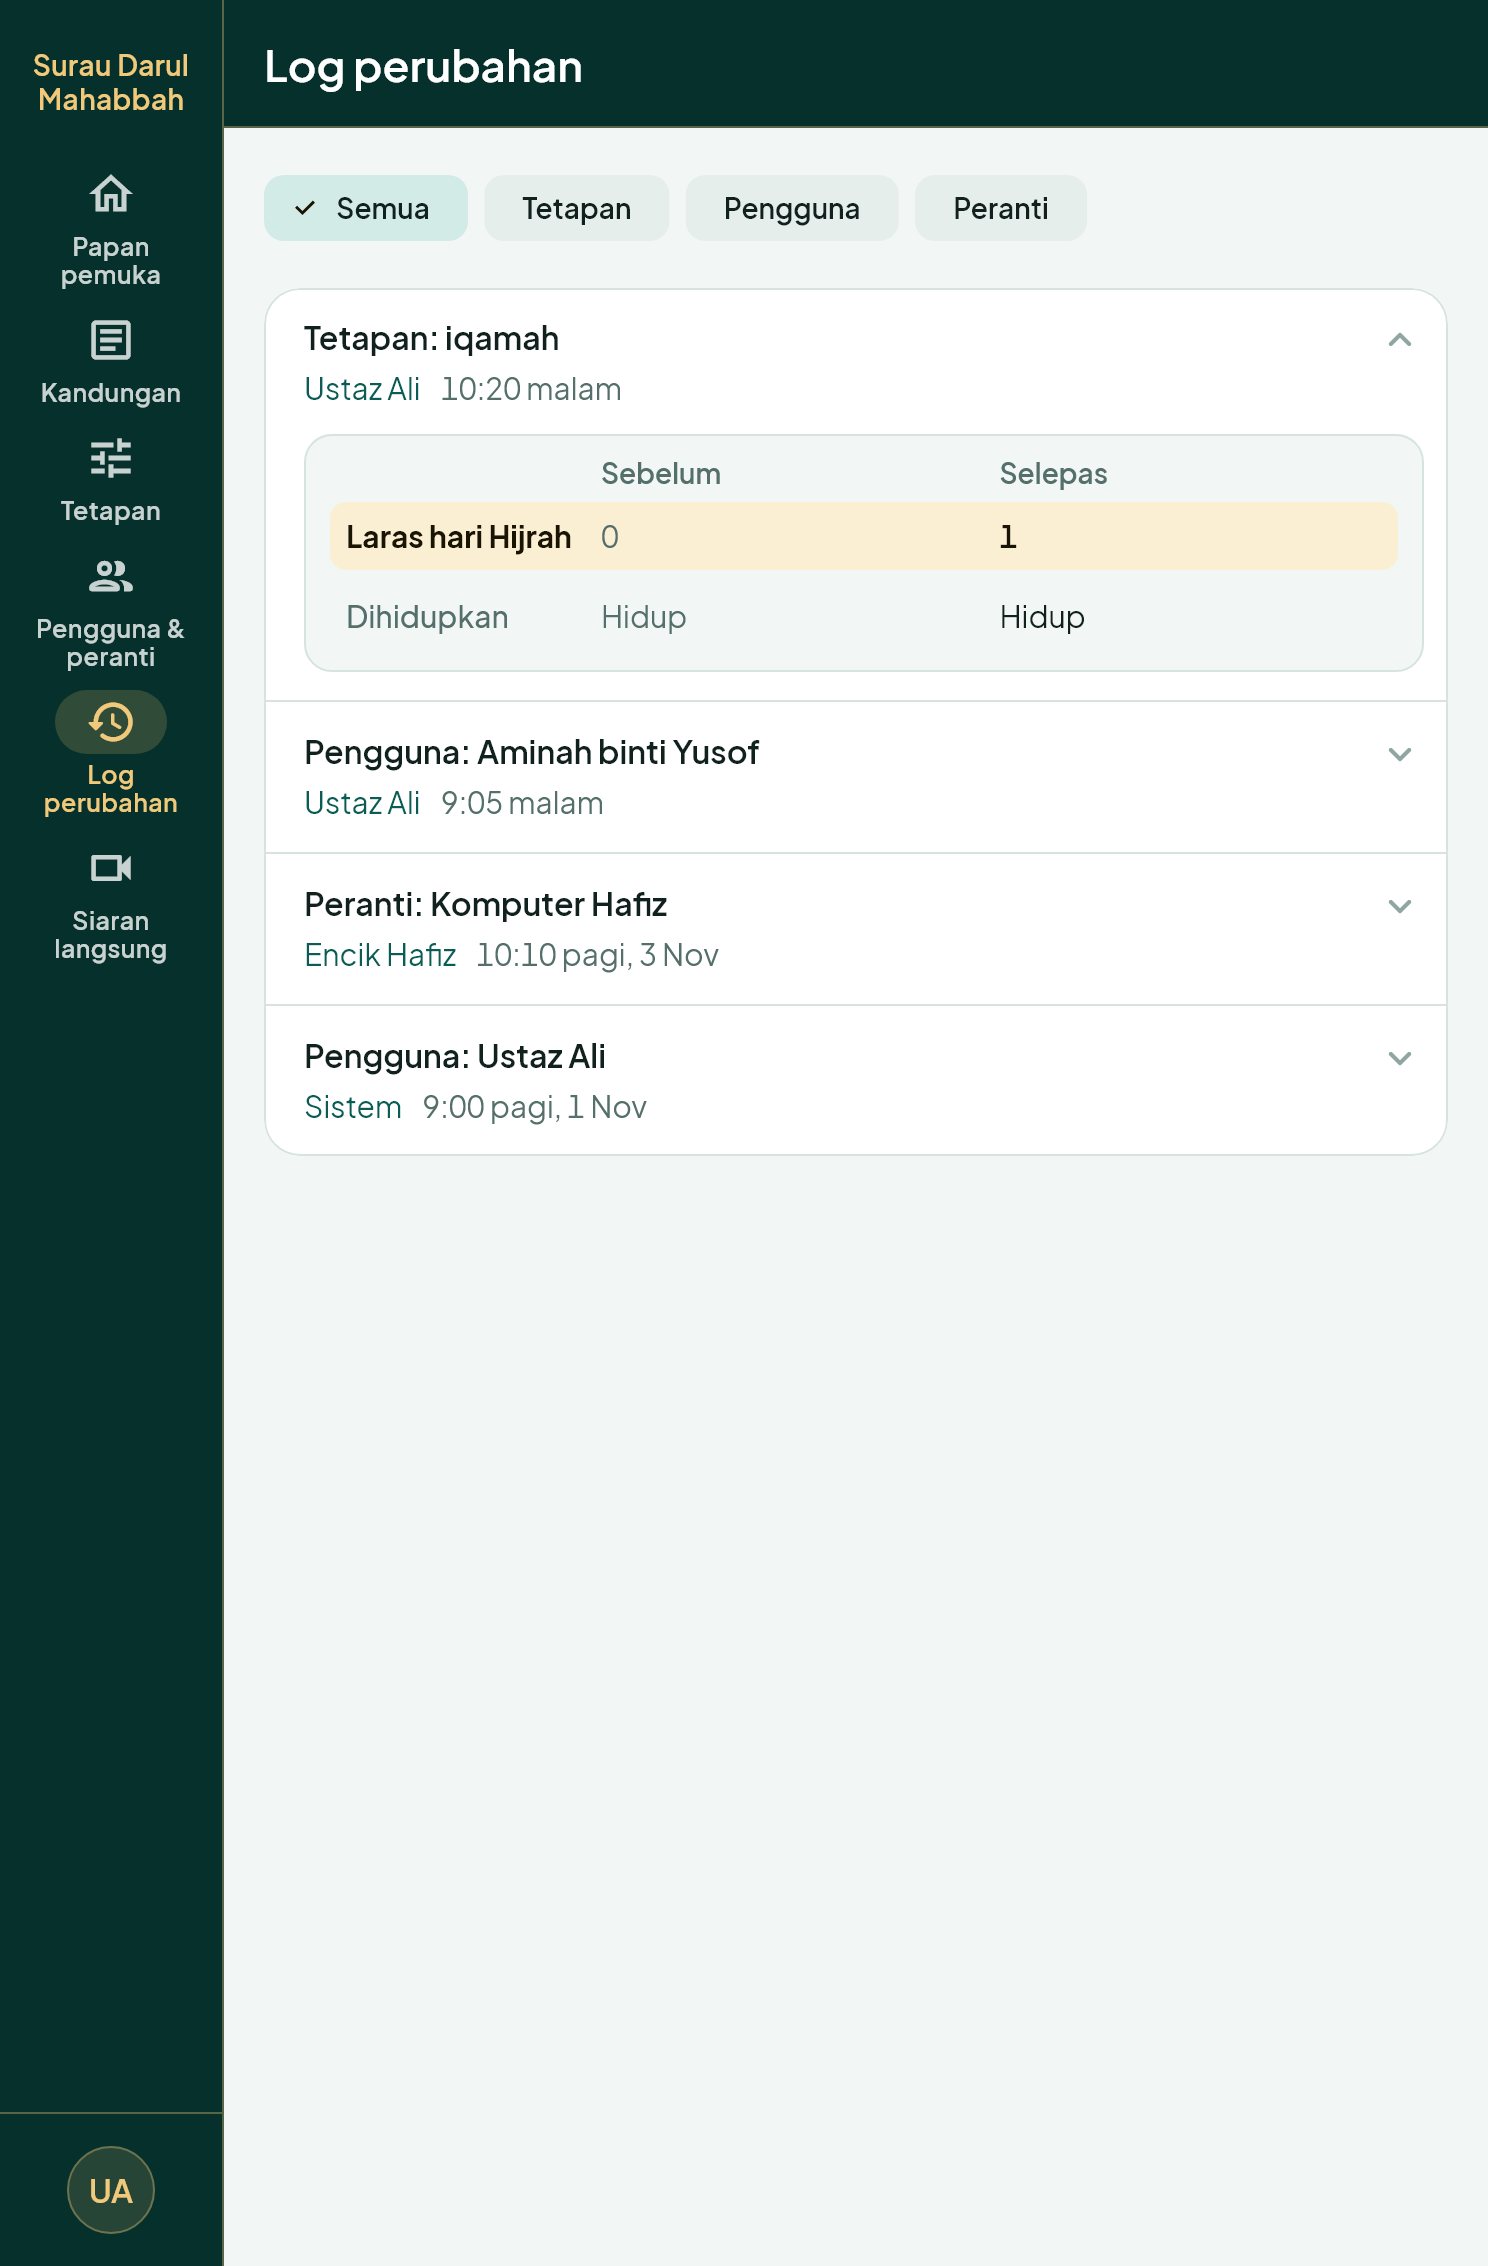 Surau Darul
Mahabbah
Papan
pemuka
Kandungan
Tetapan
Pengguna &
peranti
Log
perubahan
Siaran
langsung
UA
Log perubahan
Semua
Tetapan
Pengguna
Peranti
Tetapan: iqamah
Ustaz Ali 10:20 malam
Sebelum Selepas
Laras hari Hijrah 0 1
Dihidupkan Hidup Hidup
Pengguna: Aminah binti Yusof
Ustaz Ali 9:05 malam
Peranti: Komputer Hafiz
Encik Hafiz 10:10 pagi, 3 Nov
Pengguna: Ustaz Ali
Sistem 9:00 pagi, 1 Nov